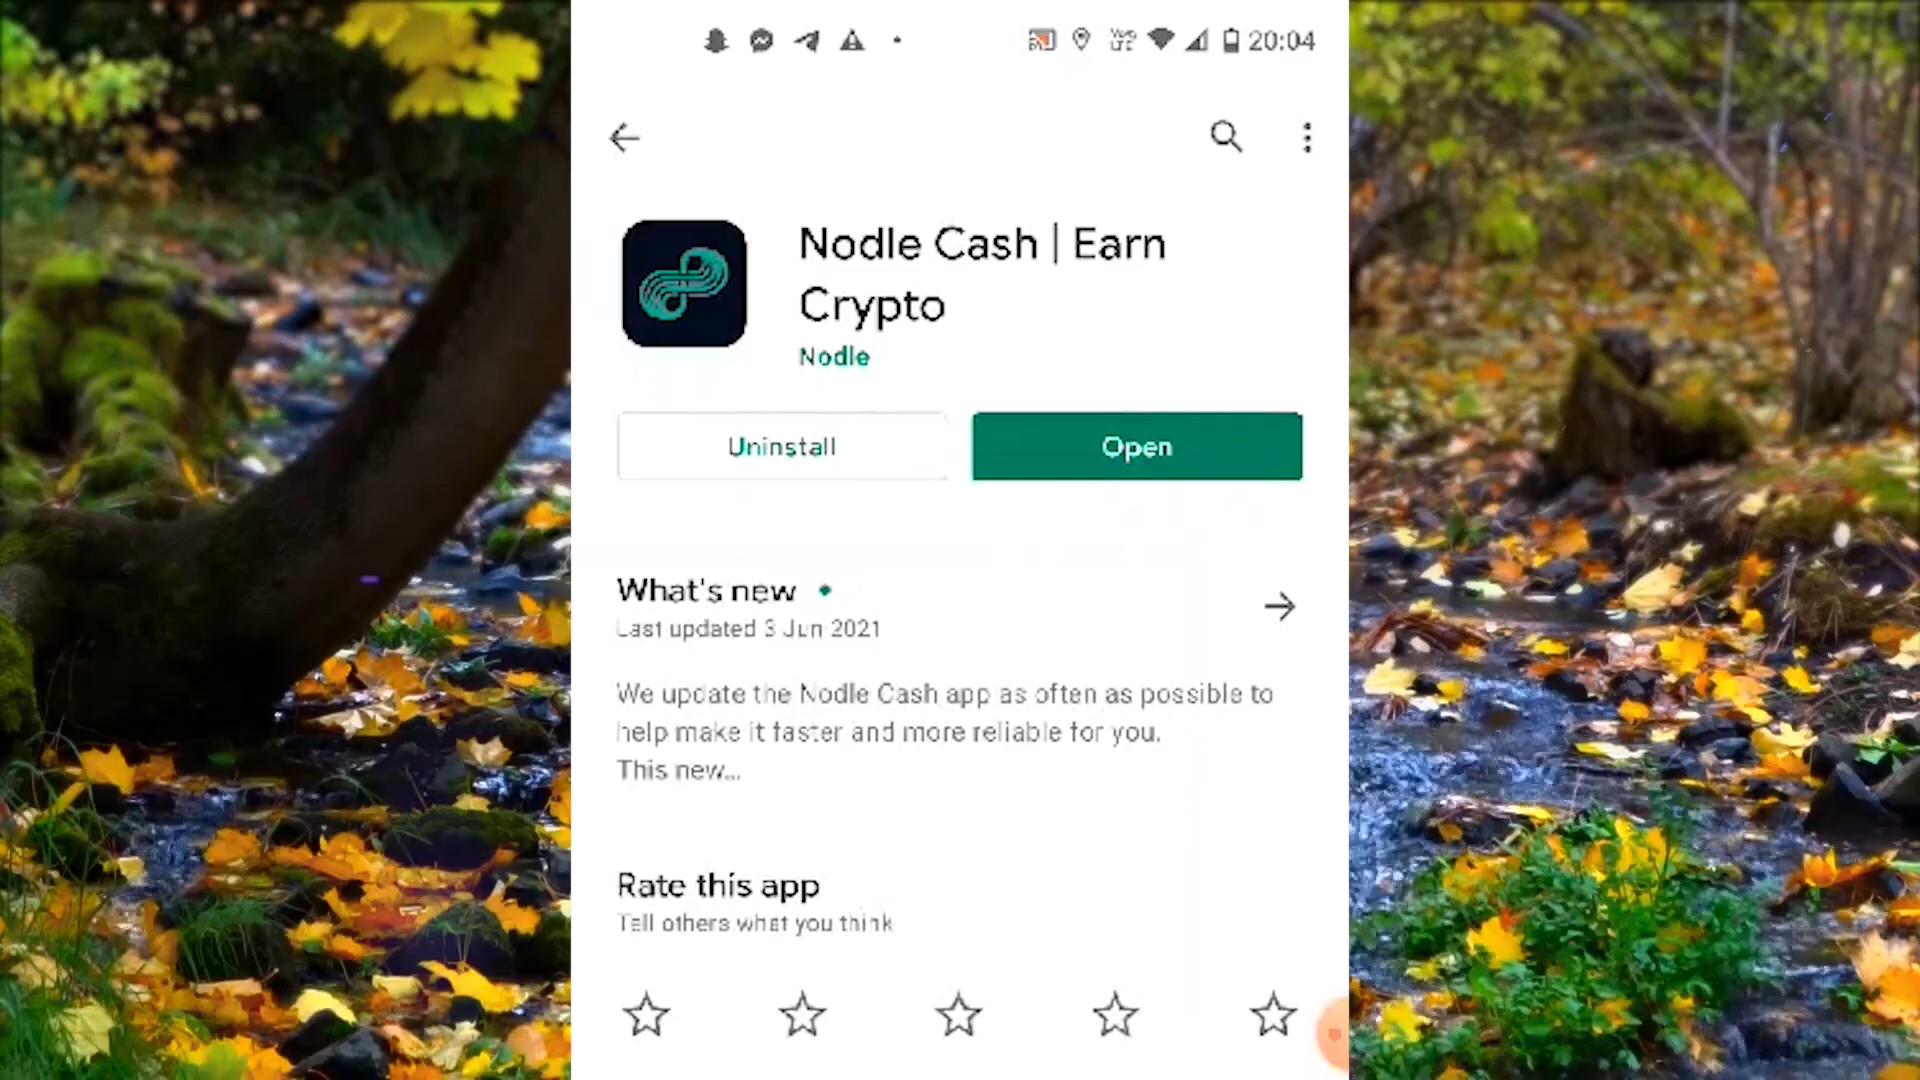 20:04
Nodle Cash | Earn
Crypto
Nodle
Uninstall
Open
What's new
Last updated 3 Jun 2021
We update the Nodle Cash app as often as possible to
help make it faster and more reliable for you.
This new...
Rate this app
Tell others what you think